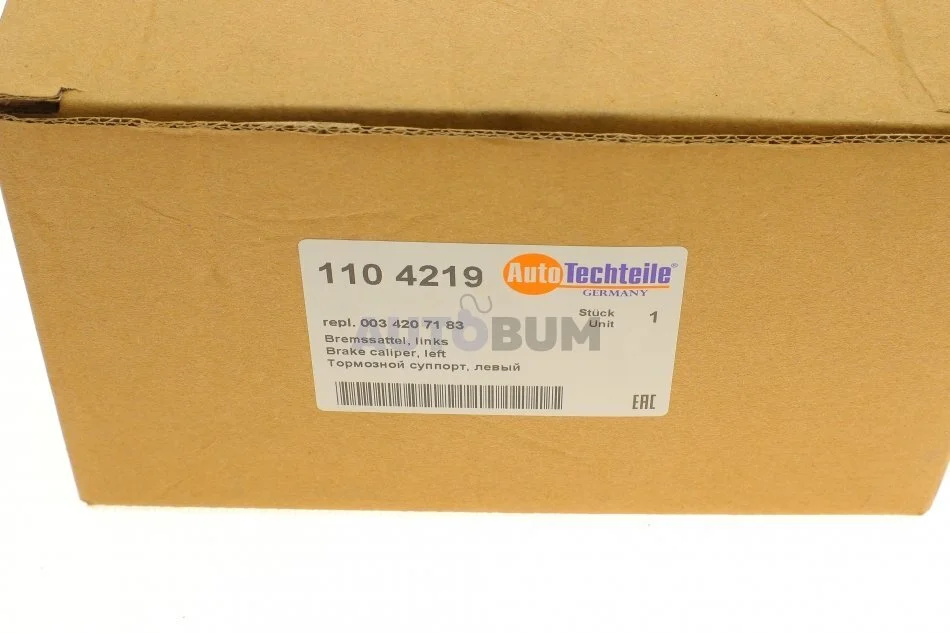 110 4219
AutoTechteile®
GERMANY
repl. 003 420 71 83
Stück
Unit
1
AUTOBUM
Bremssattel, links
Brake caliper, left
Тормозной суппорт, левый
EAC